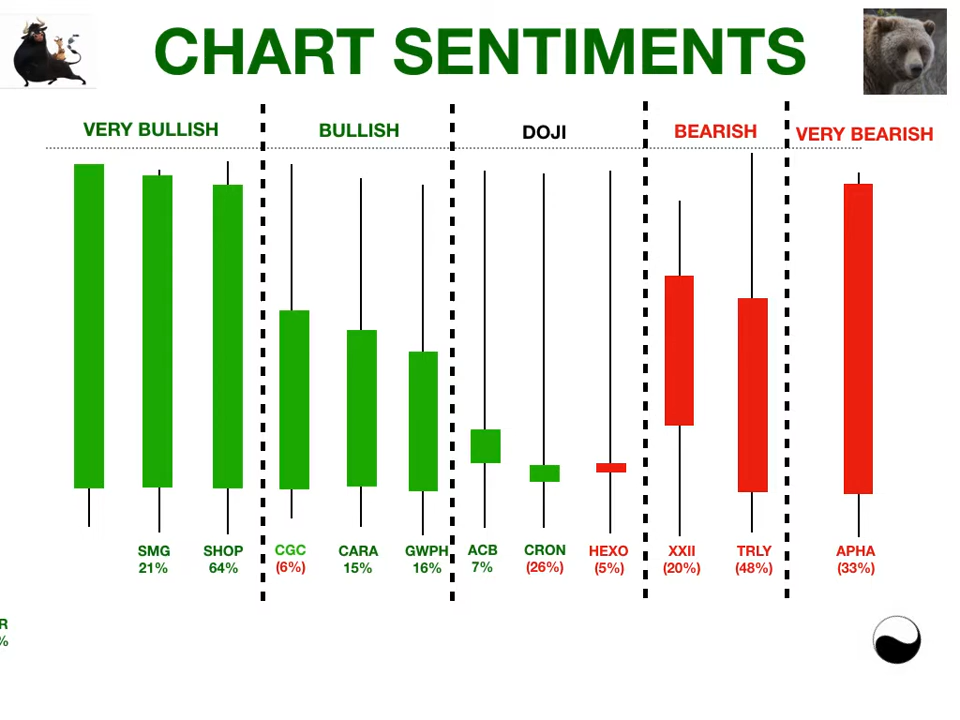 CHART SENTIMENTS
VERY BULLISH
BULLISH
DOJI
BEARISH
VERY BEARISH
SMG
21%
SHOP
64%
CGC
(6%)
CARA
15%
GWPH
16%
ACB
7%
CRON
(26%)
HEXO
(5%)
XXII
(20%)
TRLY
(48%)
APHA
(33%)
R
%